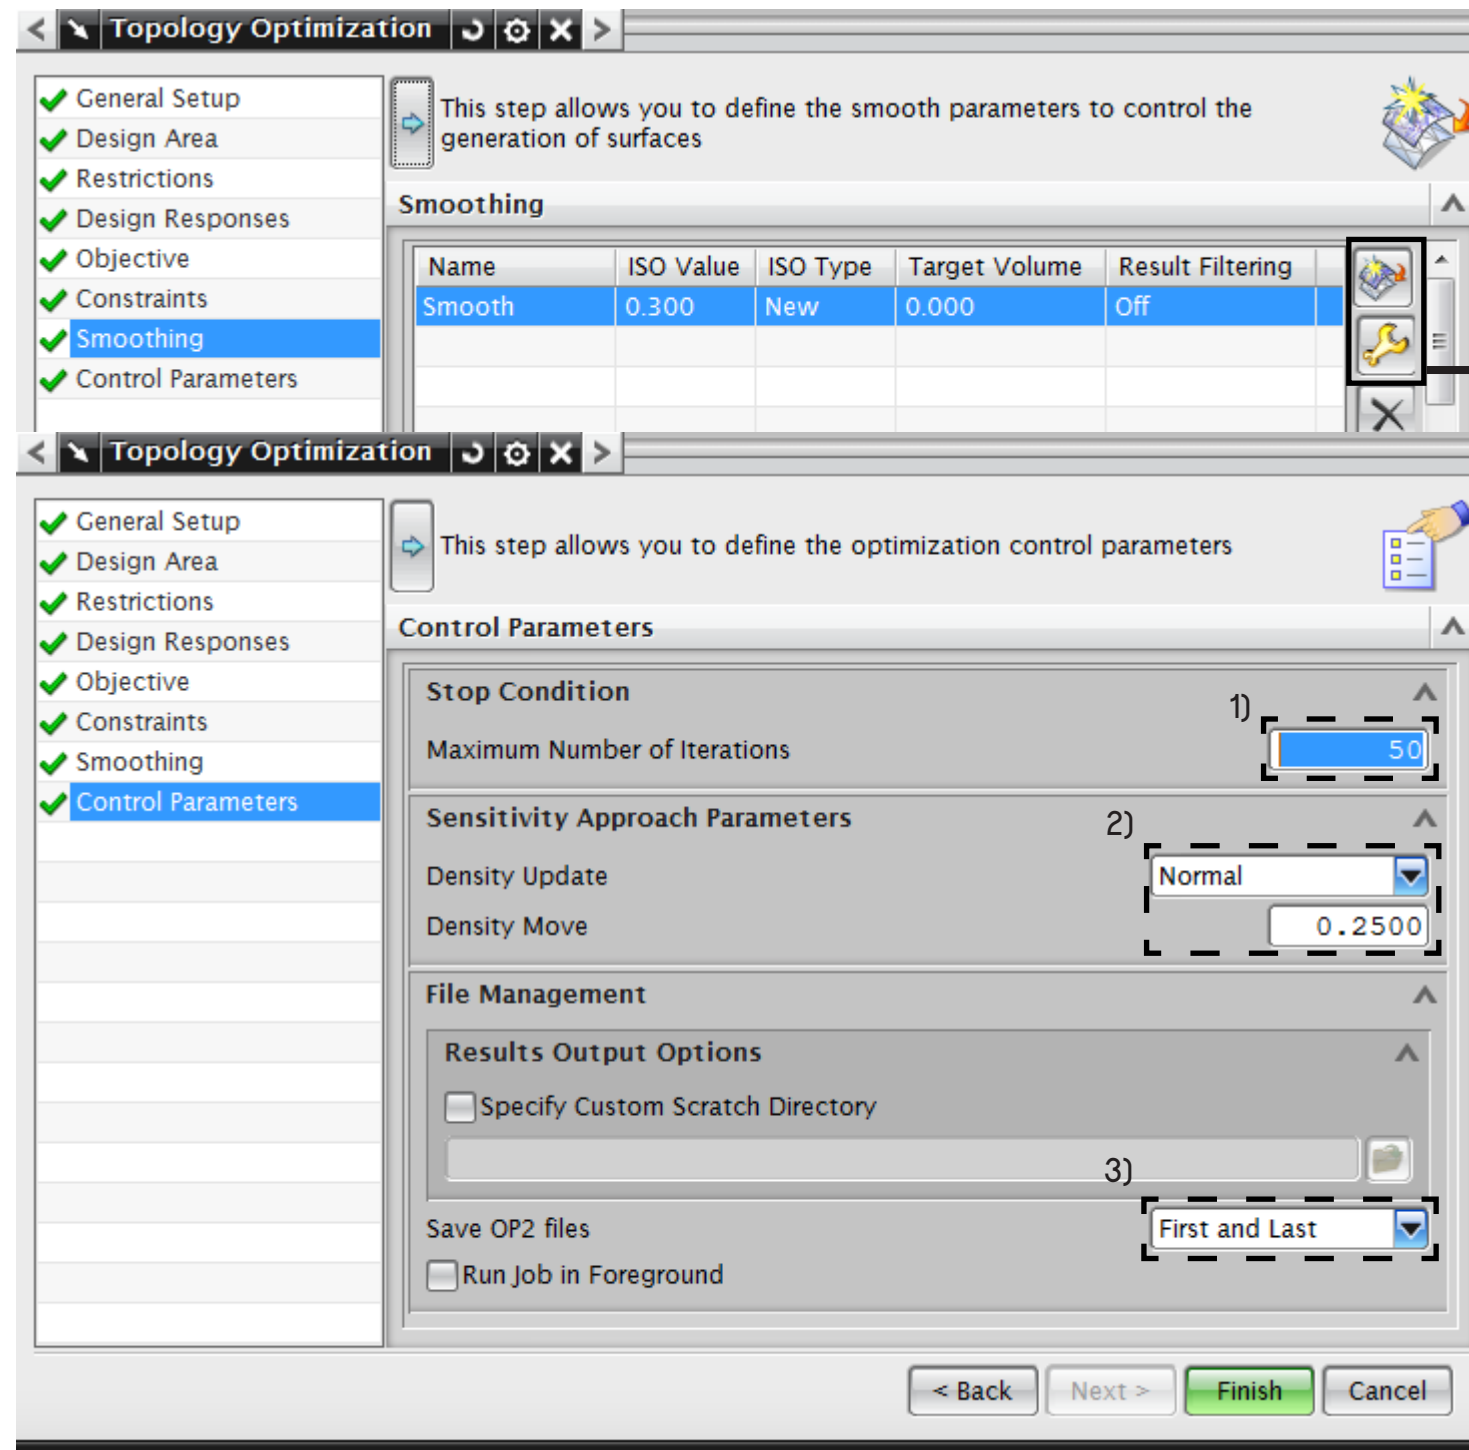 Topology Optimization
General Setup
Design Area
Restrictions
Design Responses
Objective
Constraints
Smoothing
Control Parameters
This step allows you to define the smooth parameters to control the
generation of surfaces
Smoothing
Name ISO Value ISO Type Target Volume Result Filtering
Smooth 0.300 New 0.000 Off
Topology Optimization
General Setup
Design Area
Restrictions
Design Responses
Objective
Constraints
Smoothing
Control Parameters
This step allows you to define the optimization control parameters
Control Parameters
Stop Condition
1)
Maximum Number of Iterations 50
Sensitivity Approach Parameters
2)
Density Update Normal
Density Move 0.2500
File Management
Results Output Options
Specify Custom Scratch Directory
3)
Save OP2 files First and Last
Run Job in Foreground
< Back Next > Finish Cancel